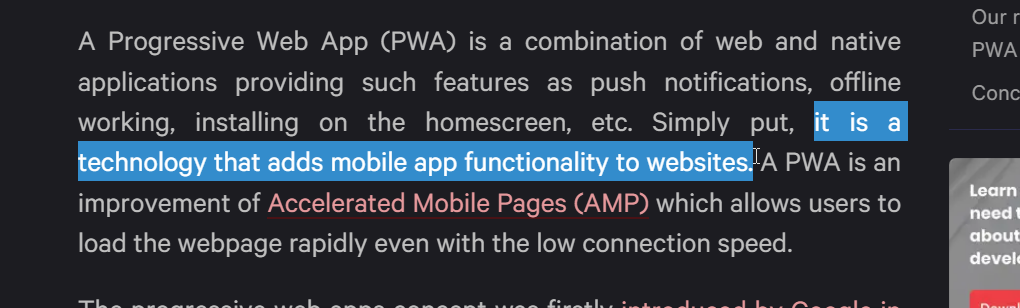 A Progressive Web App (PWA) is a combination of web and native
applications providing such features as push notifications, offline
working, installing on the homescreen, etc. Simply put, it is a
technology that adds mobile app functionality to websites. A PWA is an
improvement of Accelerated Mobile Pages (AMP) which allows users to
load the webpage rapidly even with the low connection speed.
The progressive web apps concept was firstly introduced by Google in
Our
PWA
Learn
need
about